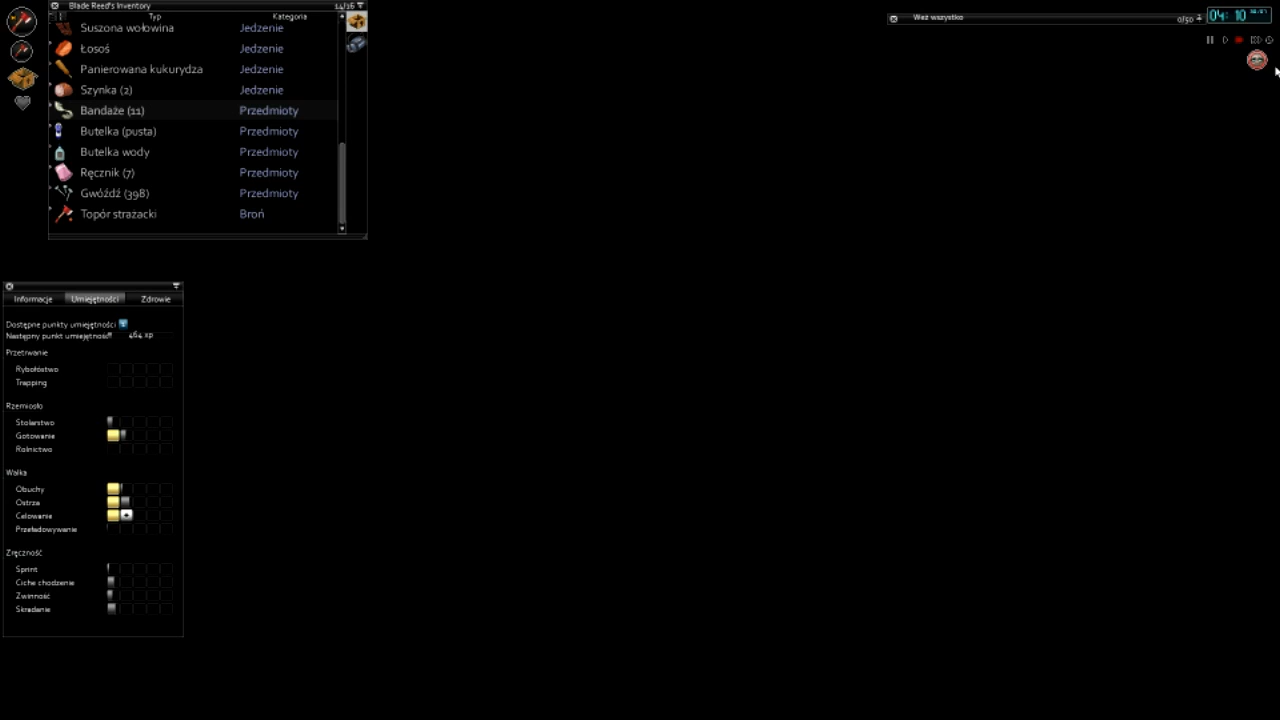 Blade Reed's Inventory 14/16
Typ Kategoria
Suszona wołowina Jedzenie
Łosoś Jedzenie
Panierowana kukurydza Jedzenie
Szynka (2) Jedzenie
Bandaże (11) Przedmioty
Butelka (pusta) Przedmioty
Butelka wody Przedmioty
Ręcznik (7) Przedmioty
Gwóźdź (398) Przedmioty
Topór strażacki Broń
Weź wszystko 0/50
04:10
Informacje Umiejętności Zdrowie
Dostępne punkty umiejętności
Następny punkt umiejętności 464 xp
Przetrwanie
Rybołóstwo
Trapping
Rzemiosło
Stolarstwo
Gotowanie
Rolnictwo
Walka
Obuchy
Ostrza
Celowanie
Przeładowywanie
Zręczność
Sprint
Ciche chodzenie
Zwinność
Skradanie